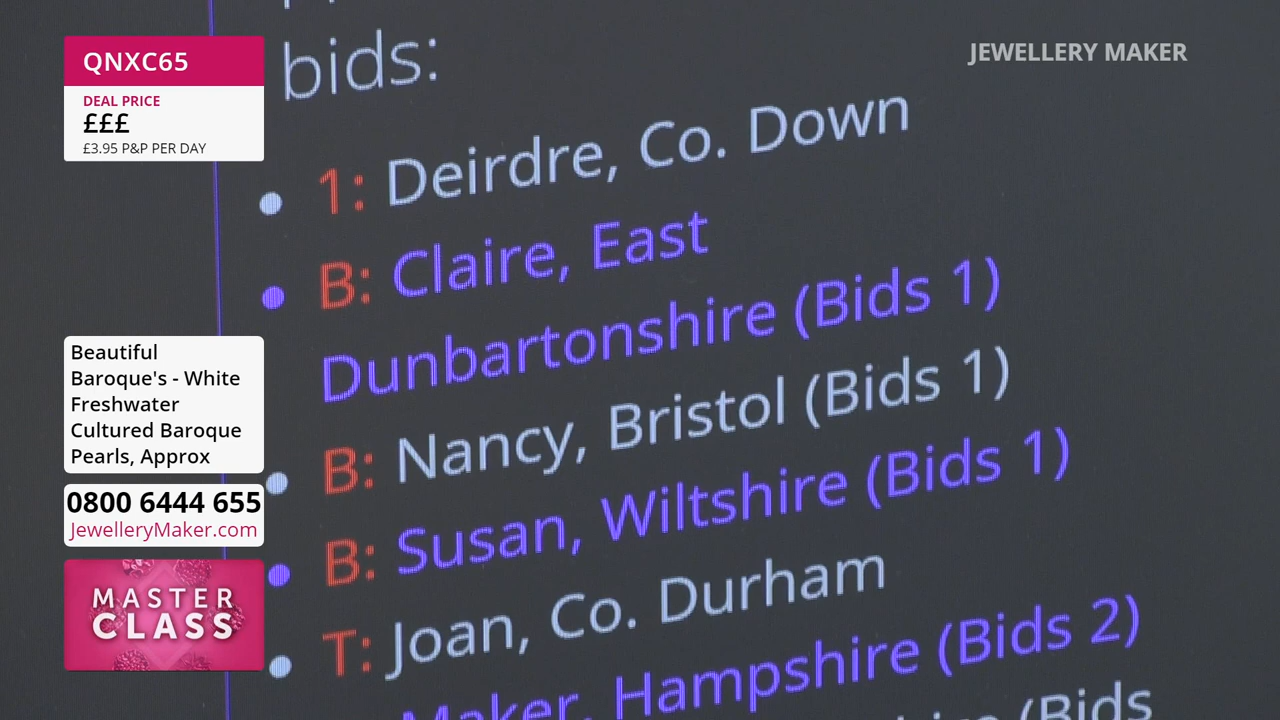 QNXC65
DEAL PRICE
£££
£3.95 P&P PER DAY
JEWELLERY MAKER
bids:
1: Deirdre, Co. Down
B: Claire, East
Dunbartonshire (Bids 1)
B: Nancy, Bristol (Bids 1)
B: Susan, Wiltshire (Bids 1)
T: Joan, Co. Durham
Maker, Hampshire (Bids 2)
(Bids
Beautiful
Baroque's - White
Freshwater
Cultured Baroque
Pearls, Approx
0800 6444 655
JewelleryMaker.com
MASTER
CLASS